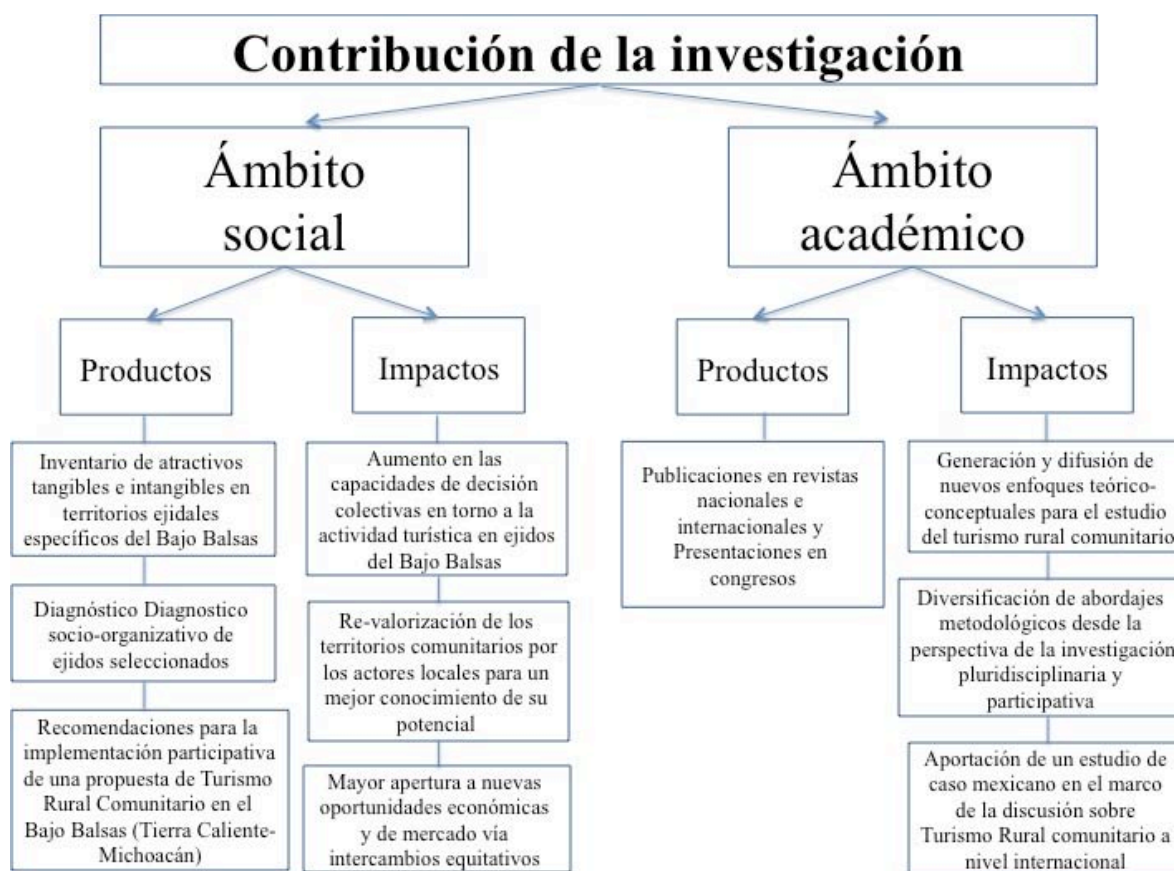 Contribución de la investigación
Ámbito
social
Ámbito
académico
Productos
Impactos
Productos
Impactos
Inventario de atractivos
tangibles e intangibles en
territorios ejidales
específicos del Bajo Balsas
Diagnóstico Diagnostico
socio-organizativo de
ejidos seleccionados
Recomendaciones para la
implementación participativa
de una propuesta de Turismo
Rural Comunitario en el
Bajo Balsas (Tierra Caliente-
Michoacán)
Aumento en las
capacidades de decisión
colectivas en torno a la
actividad turística en ejidos
del Bajo Balsas
Re-valorización de los
territorios comunitarios por
los actores locales para un
mejor conocimiento de su
potencial
Mayor apertura a nuevas
oportunidades económicas
y de mercado vía
intercambios equitativos
Publicaciones en revistas
nacionales e
internacionales y
Presentaciones en
congresos
Generación y difusión de
nuevos enfoques teórico-
conceptuales para el estudio
del turismo rural comunitario
Diversificación de abordajes
metodológicos desde la
perspectiva de la investigación
pluridisciplinaria y
participativa
Aportación de un estudio de
caso mexicano en el marco
de la discusión sobre
Turismo Rural comunitario a
nivel internacional